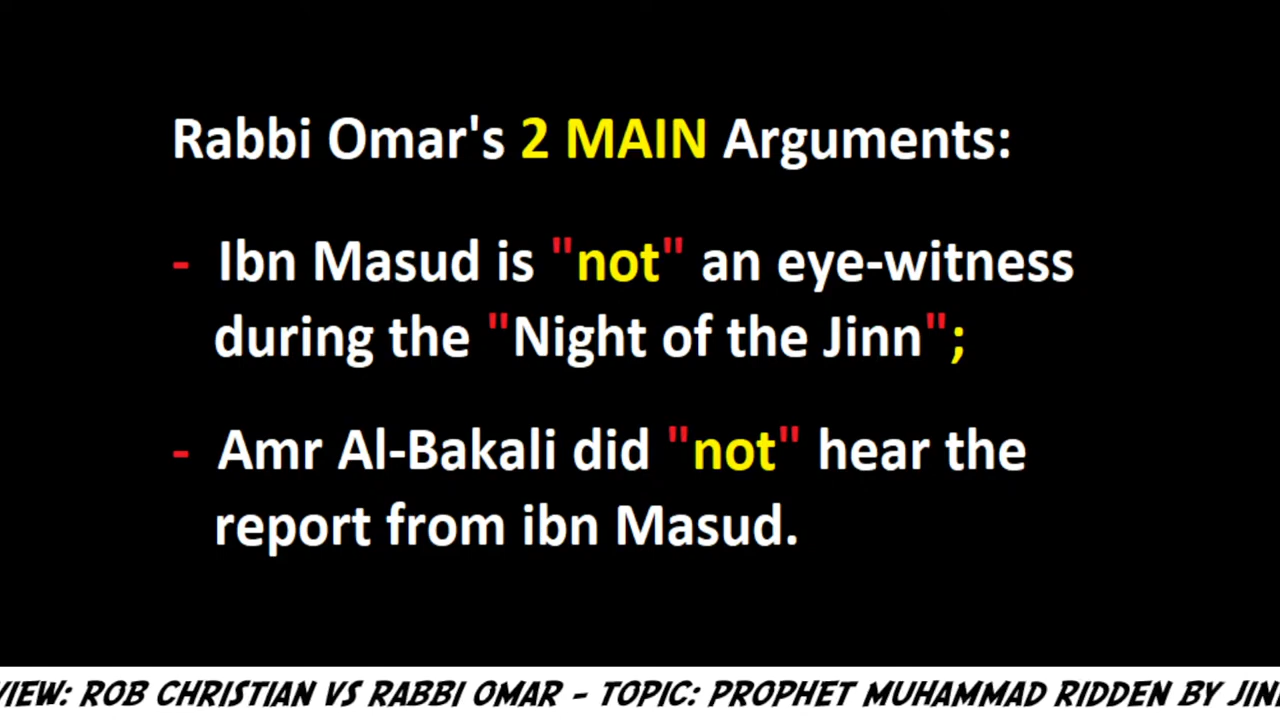 Rabbi Omar's 2 MAIN Arguments:
- Ibn Masud is "not" an eye-witness
during the "Night of the Jinn";
- Amr Al-Bakali did "not" hear the
report from ibn Masud.
VIEW: ROB CHRISTIAN VS RABBI OMAR - TOPIC: PROPHET MUHAMMAD RIDDEN BY